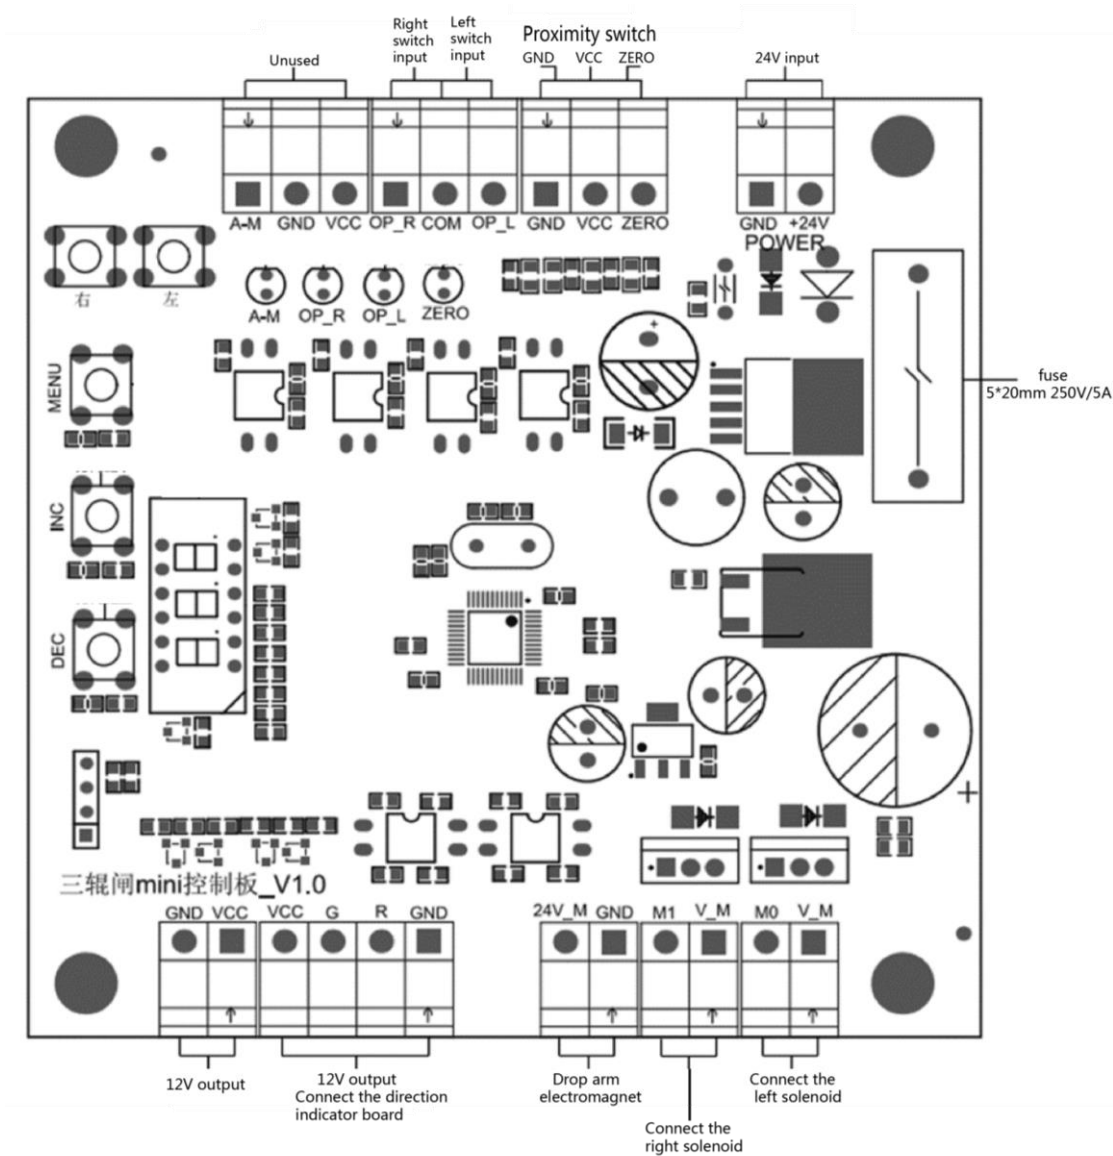 Right
switch
input
Left
switch
input
Proximity switch
GND VCC ZERO
24V input
Unused
A-M GND VCC OP_R COM OP_L GND VCC ZERO GND +24V
POWER
右 左
A-M OP_R OP_L ZERO
+
MENU
fuse
5*20mm 250V/5A
INC
DEC
+
三辊闸mini控制板_V1.0
GND VCC VCC G R GND 24V_M GND M1 V_M M0 V_M
12V output
12V output
Connect the direction
indicator board
Drop arm
electromagnet
Connect the
right solenoid
Connect the
left solenoid